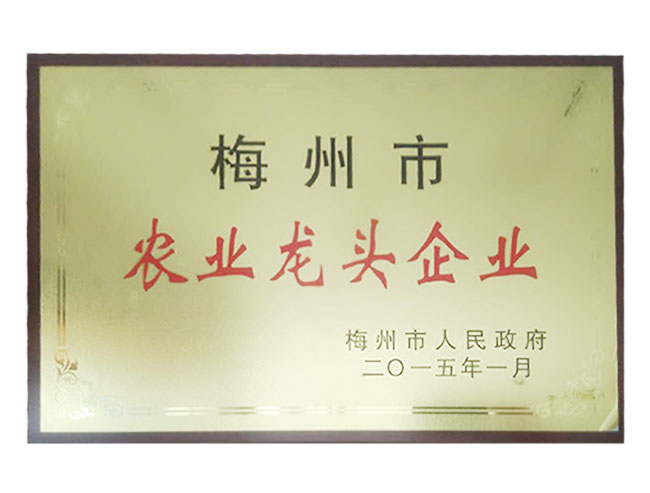 梅州市
农业龙头企业
梅州市人民政府
二〇一五年一月